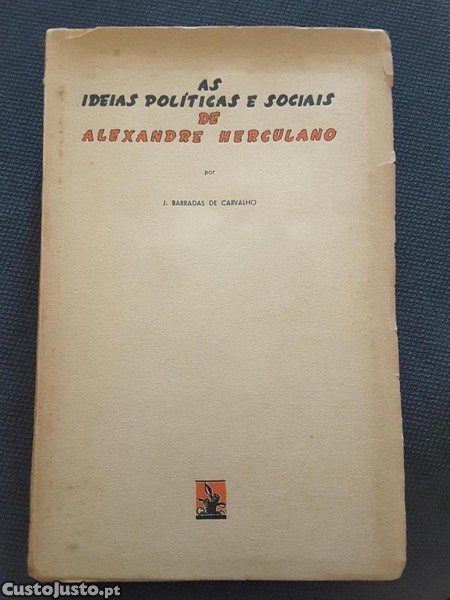 AS
IDEIAS POLÍTICAS E SOCIAIS
DE
ALEXANDRE HERCULANO
por
J. BARRADAS DE CARVALHO
CustoJusto.pt